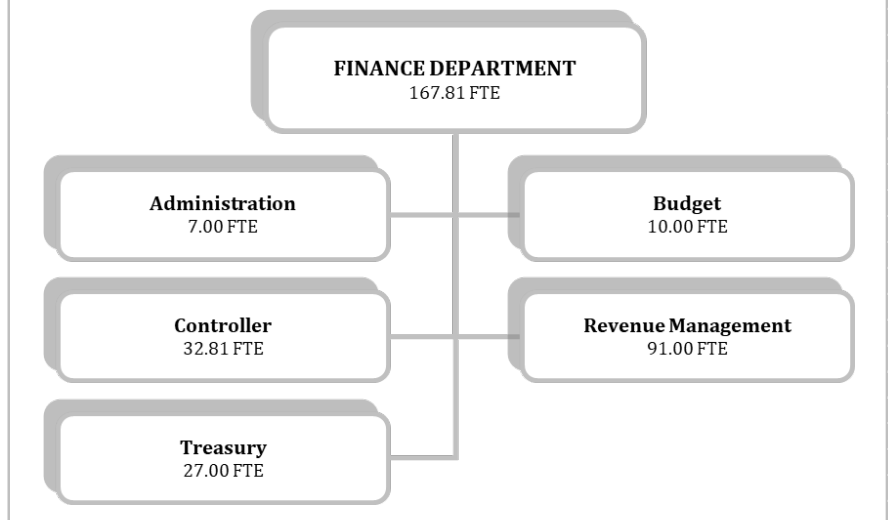 FINANCE DEPARTMENT
167.81 FTE
Administration
7.00 FTE
Budget
10.00 FTE
Controller
32.81 FTE
Revenue Management
91.00 FTE
Treasury
27.00 FTE